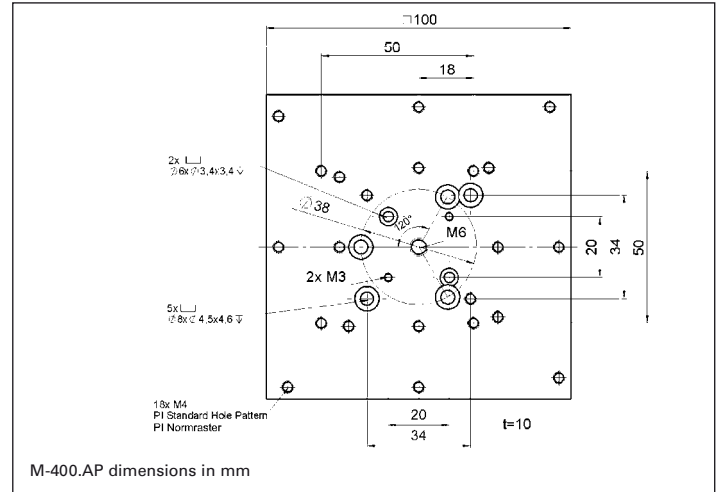 □100
50
18
2x ⌴
∅6x∅3,4x3,4 ↧
∅38
120°
M6
20
34
50
2x M3
5x ⌴
∅8x∅4,5x4,6 ↧
18x M4
PI Standard Hole Pattern
PI Normraster
20
34
t=10
M-400.AP dimensions in mm